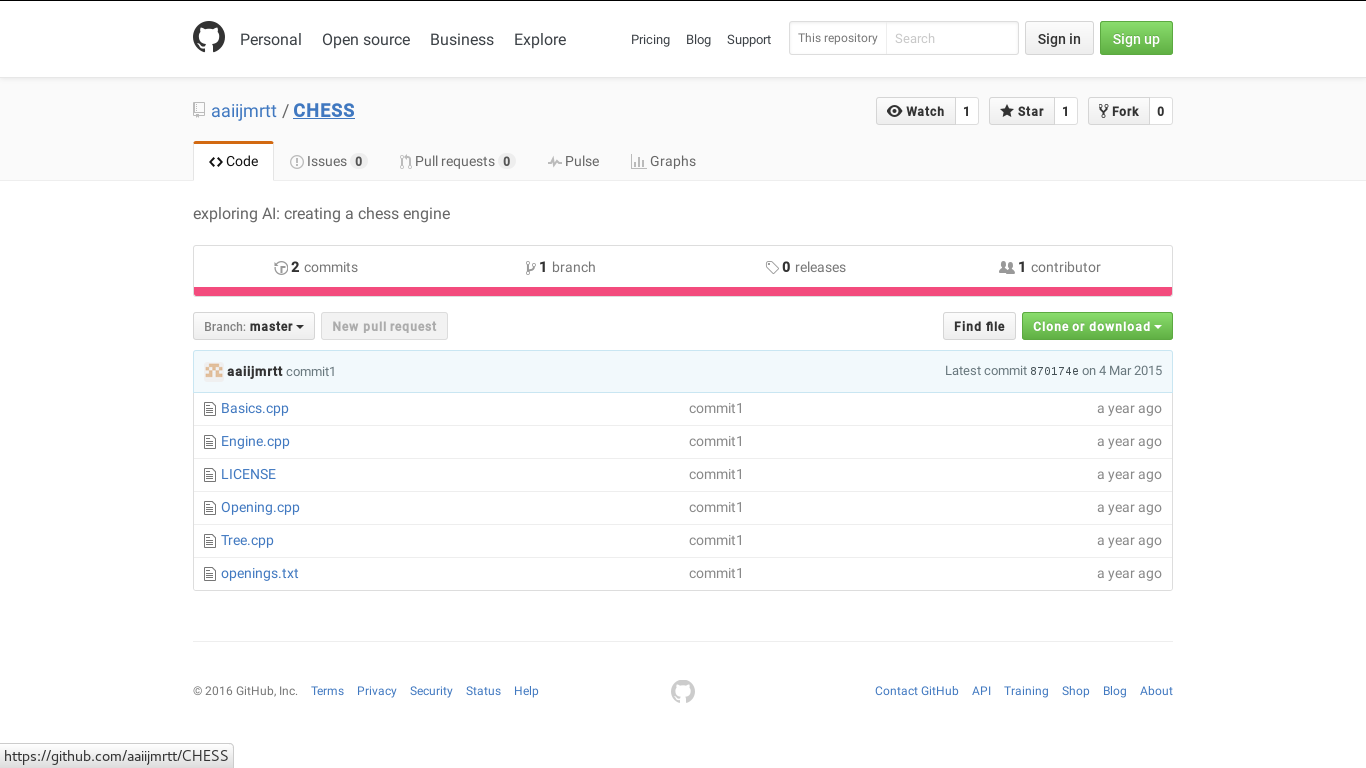 Personal Open source Business Explore Pricing Blog Support This repository Search Sign in Sign up
aaiijmrtt / CHESS Watch 1 Star 1 Fork 0
Code Issues 0 Pull requests 0 Pulse Graphs
exploring AI: creating a chess engine
2 commits 1 branch 0 releases 1 contributor
Branch: master New pull request Find file Clone or download
aaiijmrtt commit1 Latest commit 870174e on 4 Mar 2015
Basics.cpp commit1 a year ago
Engine.cpp commit1 a year ago
LICENSE commit1 a year ago
Opening.cpp commit1 a year ago
Tree.cpp commit1 a year ago
openings.txt commit1 a year ago
© 2016 GitHub, Inc. Terms Privacy Security Status Help Contact GitHub API Training Shop Blog About
https://github.com/aaiijmrtt/CHESS